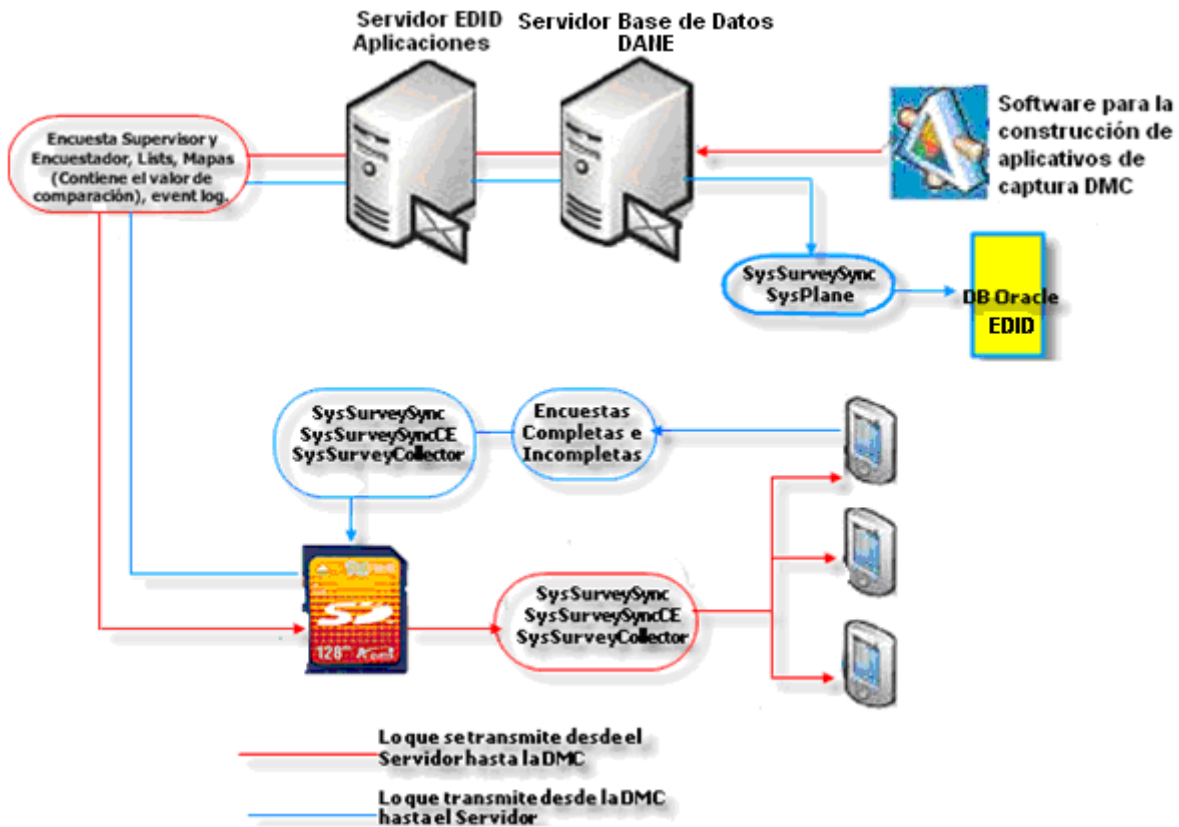 Servidor EDID
Aplicaciones
Servidor Base de Datos
DANE
Software para la
construcción de
aplicativos de
captura DMC
Encuesta Supervisor y
Encuestador, Lists, Mapas
(Contiene el valor de
comparación), event log.
SysSurveySync
SysPlane
DB Oracle
EDID
SysSurveySync
SysSurveySyncCE
SysSurveyCollector
Encuestas
Completas e
Incompletas
SD
128
SysSurveySync
SysSurveySyncCE
SysSurveyCollector
Lo que se transmite desde el
Servidor hasta la DMC
Lo que transmite desde la DMC
hasta el Servidor